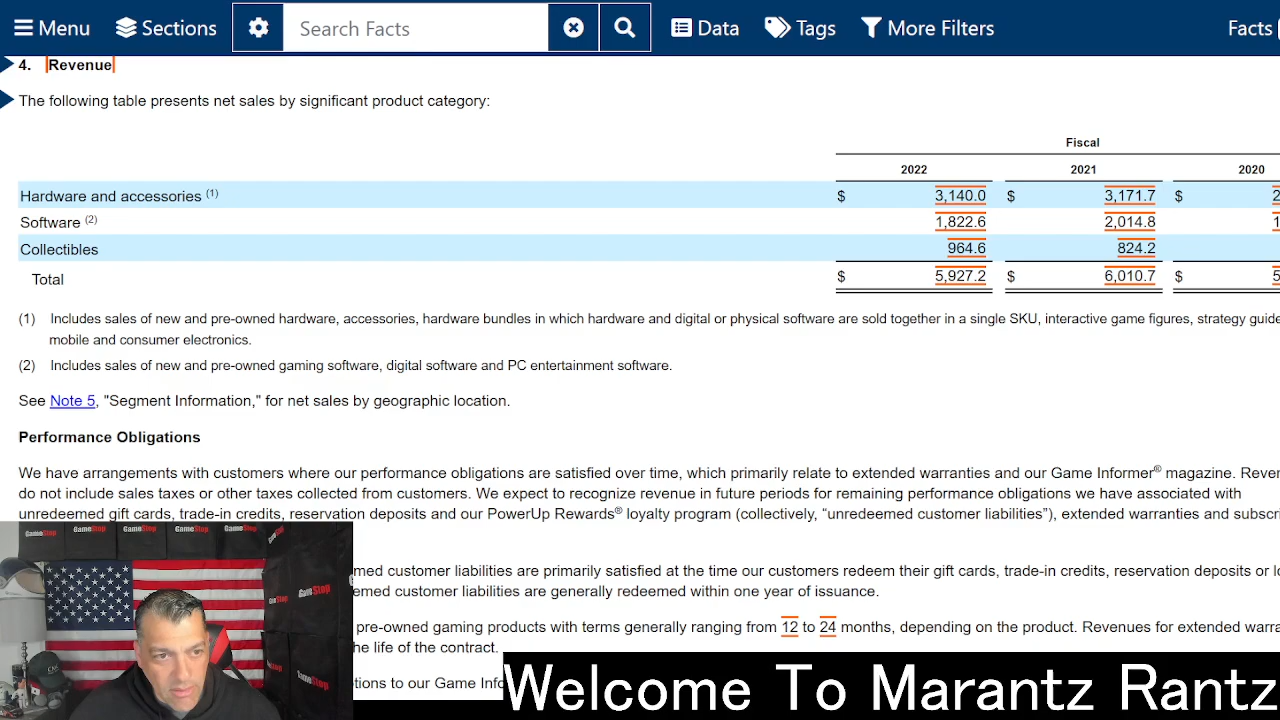 Menu Sections Search Facts Data Tags More Filters Facts
4. Revenue
The following table presents net sales by significant product category:
Fiscal
2022 2021 2020
Hardware and accessories (1) $ 3,140.0 $ 3,171.7 $ 2
Software (2) 1,822.6 2,014.8 1
Collectibles 964.6 824.2
Total $ 5,927.2 $ 6,010.7 $ 5
(1) Includes sales of new and pre-owned hardware, accessories, hardware bundles in which hardware and digital or physical software are sold together in a single SKU, interactive game figures, strategy guide
mobile and consumer electronics.
(2) Includes sales of new and pre-owned gaming software, digital software and PC entertainment software.
See Note 5, "Segment Information," for net sales by geographic location.
Performance Obligations
We have arrangements with customers where our performance obligations are satisfied over time, which primarily relate to extended warranties and our Game Informer® magazine. Rever
do not include sales taxes or other taxes collected from customers. We expect to recognize revenue in future periods for remaining performance obligations we have associated with
unredeemed gift cards, trade-in credits, reservation deposits and our PowerUp Rewards® loyalty program (collectively, "unredeemed customer liabilities"), extended warranties and subscri
med customer liabilities are primarily satisfied at the time our customers redeem their gift cards, trade-in credits, reservation deposits or lo
emed customer liabilities are generally redeemed within one year of issuance.
pre-owned gaming products with terms generally ranging from 12 to 24 months, depending on the product. Revenues for extended warra
he life of the contract.
tions to our Game Info
GameStop GameStop GameStop GameStop GameStop
GameStop
GameStop
GameStop
Welcome To Marantz Rantz